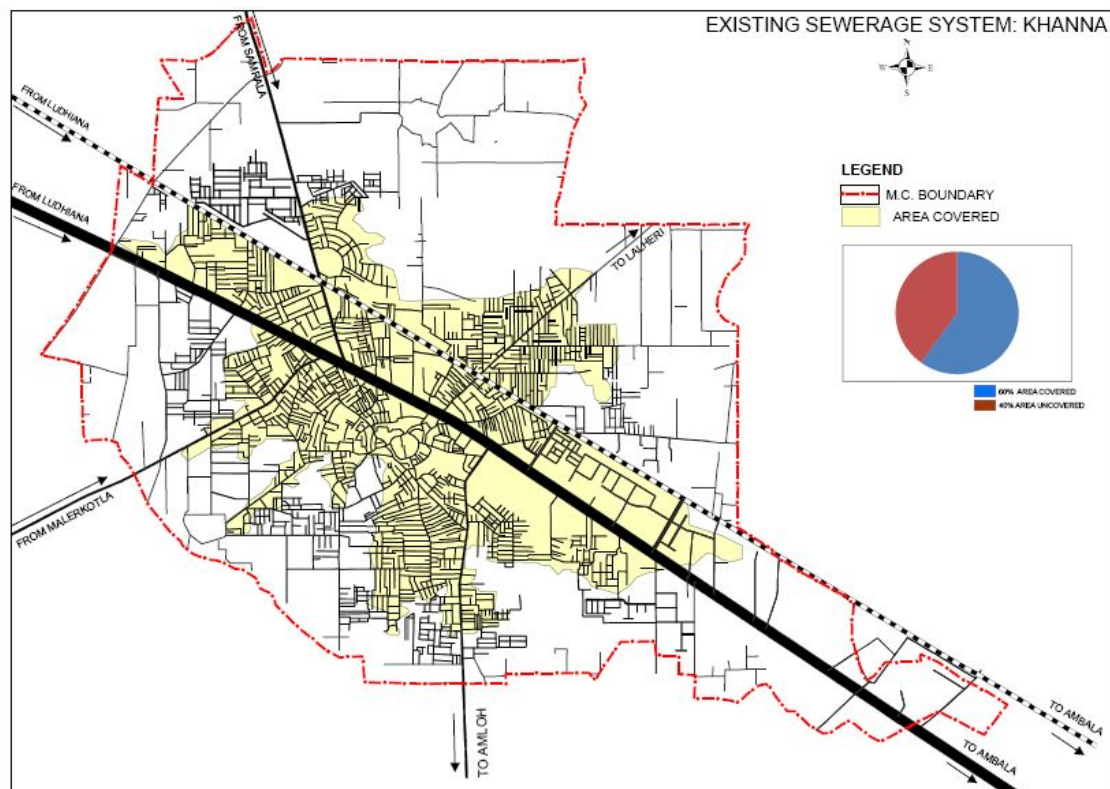 EXISTING SEWERAGE SYSTEM: KHANNA
N
W E
S
FROM SAMRALA
FROM LUDHIANA
FROM LUDHIANA
LEGEND
M.C. BOUNDARY
AREA COVERED
TO LALHERI
60% AREA COVERED
40% AREA UNCOVERED
FROM MALERKOTLA
TO AMLOH
TO AMBALA
TO AMBALA